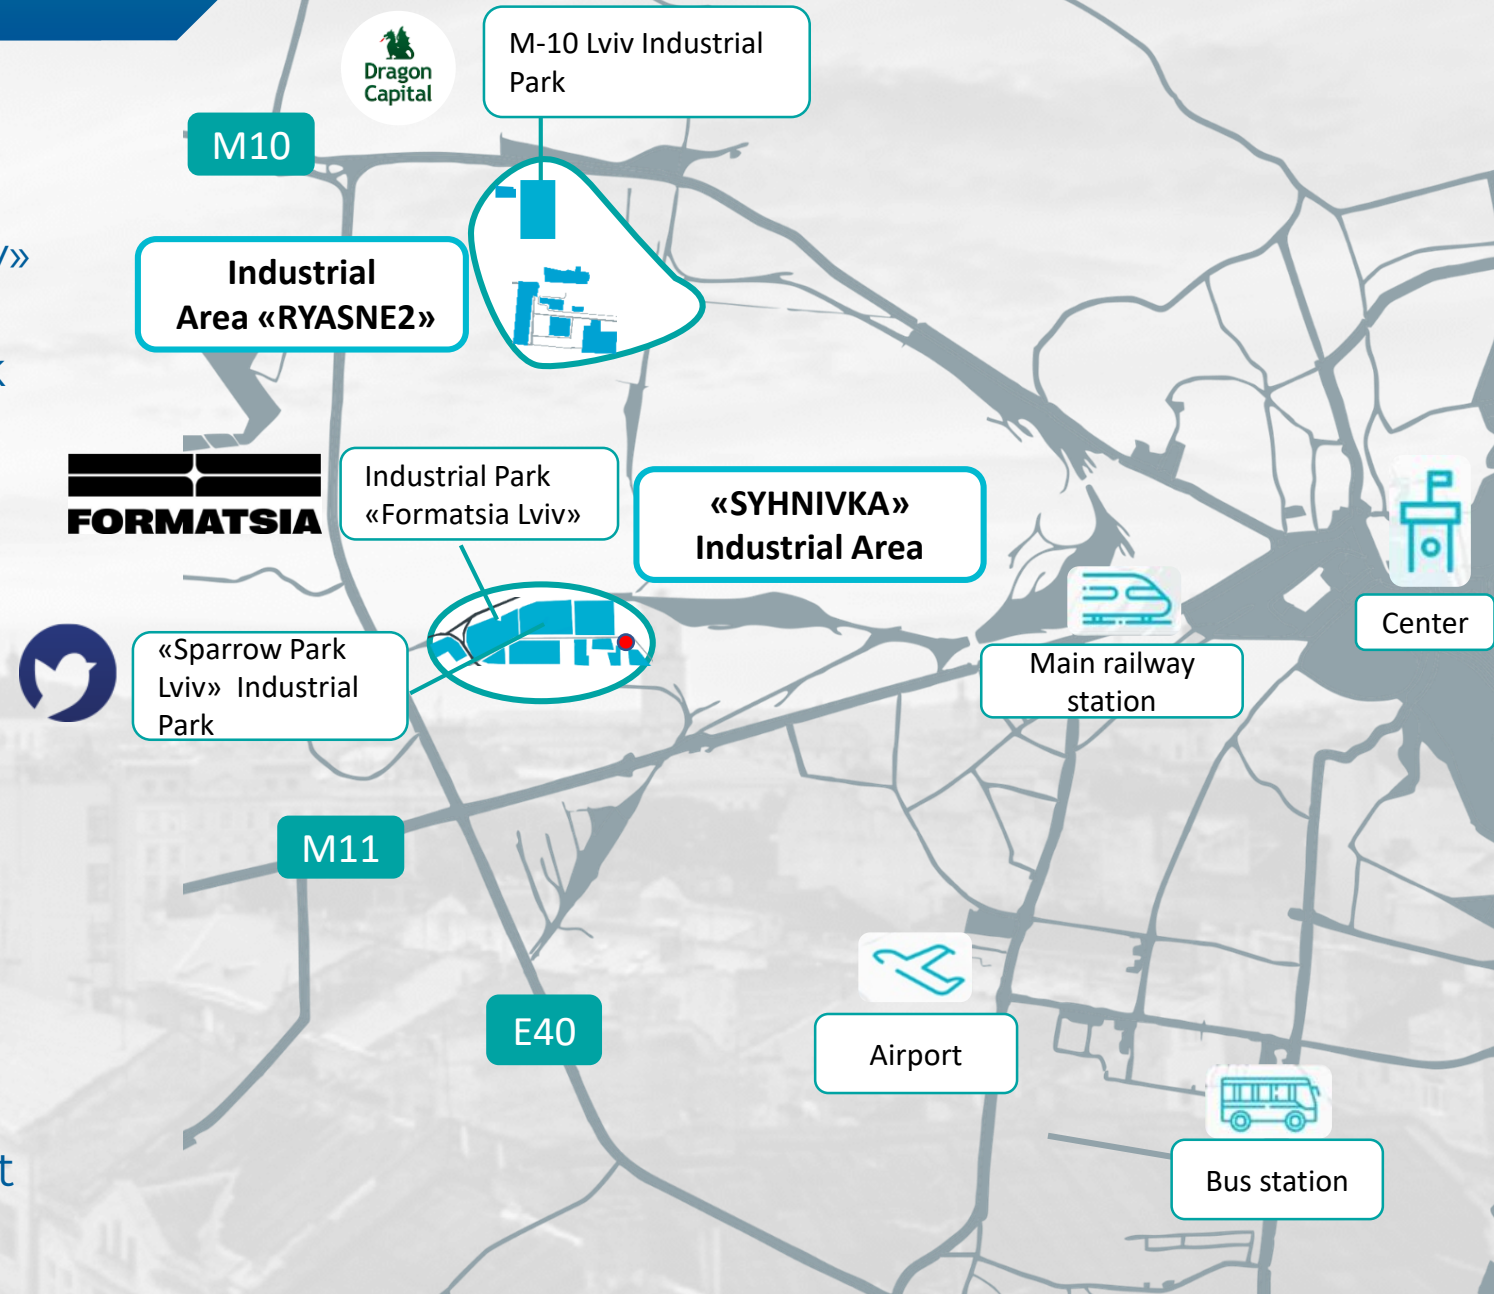 Dragon
Capital
M-10 Lviv Industrial
Park
M10
Industrial
Area «RYASNE2»
FORMATSIA
Industrial Park
«Formatsia Lviv»
«SYHNIVKA»
Industrial Area
Center
«Sparrow Park
Lviv» Industrial
Park
Main railway
station
M11
E40
Airport
Bus station